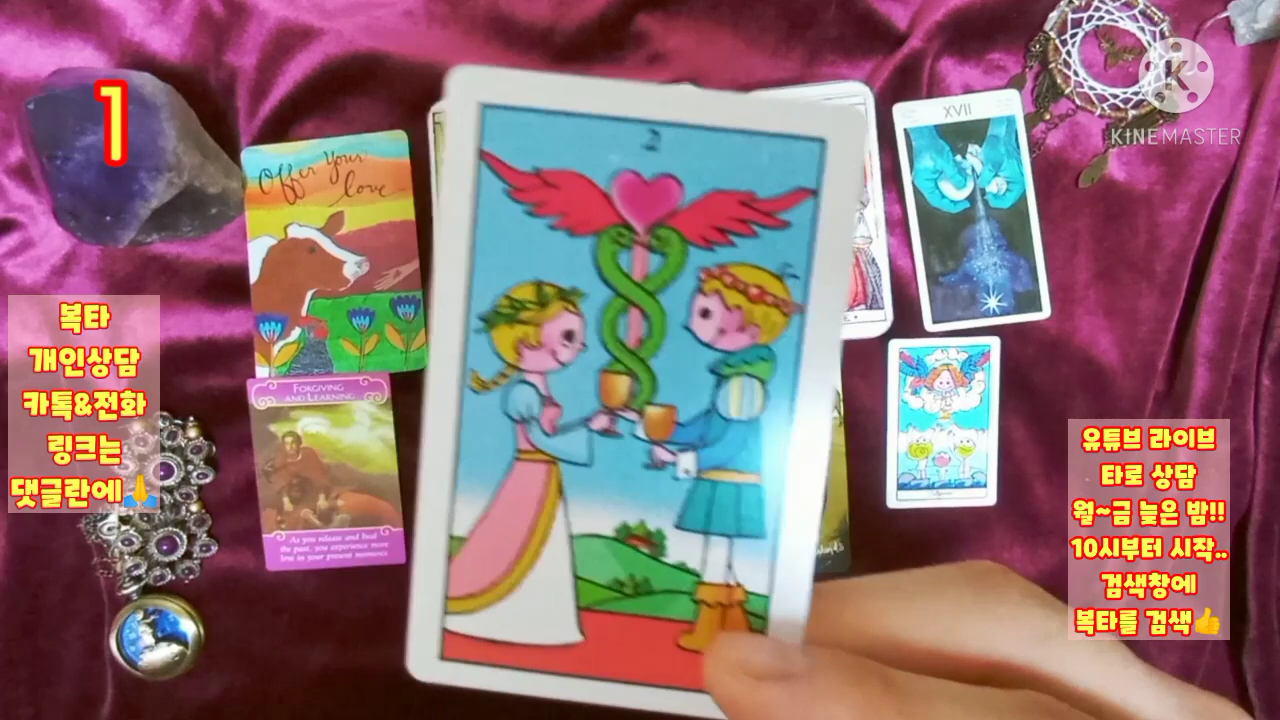 1
복타
개인상담
카톡&전화
링크는
댓글란에🙏
Offer Your
love
FORGIVING
AND LEARNING
As you release and heal
the past, you experience more
love in your present moments
2
XVII
K
KINEMASTER
유튜브 라이브
타로 상담
월~금 늦은 밤!!
10시부터 시작..
검색창에
복타를 검색👍